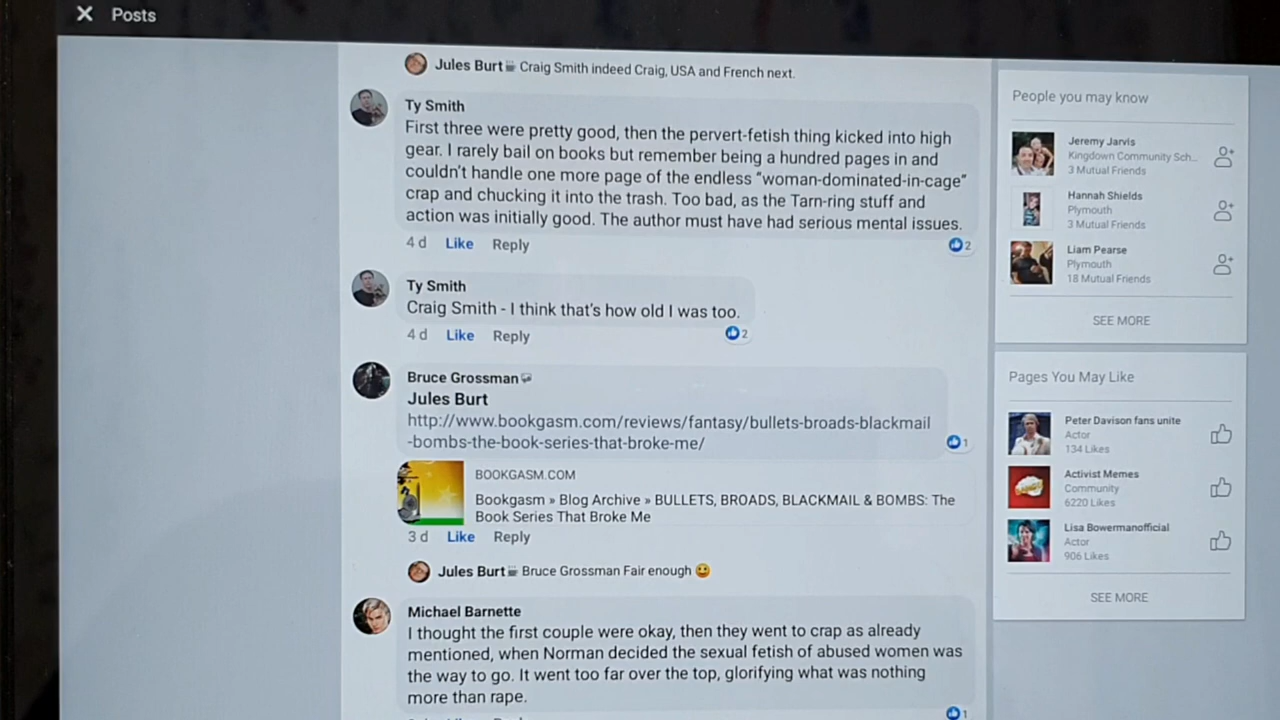 Posts
Jules Burt Craig Smith indeed Craig, USA and French next.
Ty Smith
First three were pretty good, then the pervert-fetish thing kicked into high
gear. I rarely bail on books but remember being a hundred pages in and
couldn't handle one more page of the endless "woman-dominated-in-cage"
crap and chucking it into the trash. Too bad, as the Tarn-ring stuff and
action was initially good. The author must have had serious mental issues.
4 d Like Reply 2
Ty Smith
Craig Smith - I think that's how old I was too.
4 d Like Reply 2
Bruce Grossman
Jules Burt
http://www.bookgasm.com/reviews/fantasy/bullets-broads-blackmail
-bombs-the-book-series-that-broke-me/
1
BOOKGASM.COM
Bookgasm » Blog Archive » BULLETS, BROADS, BLACKMAIL & BOMBS: The
Book Series That Broke Me
3 d Like Reply
Jules Burt Bruce Grossman Fair enough 😃
Michael Barnette
I thought the first couple were okay, then they went to crap as already
mentioned, when Norman decided the sexual fetish of abused women was
the way to go. It went too far over the top, glorifying what was nothing
more than rape.
1
People you may know
Jeremy Jarvis
Kingdown Community Sch...
3 Mutual Friends
Hannah Shields
Plymouth
3 Mutual Friends
Liam Pearse
Plymouth
18 Mutual Friends
SEE MORE
Pages You May Like
Peter Davison fans unite
Actor
134 Likes
Activist Memes
Community
6220 Likes
Lisa Bowermanofficial
Actor
906 Likes
SEE MORE